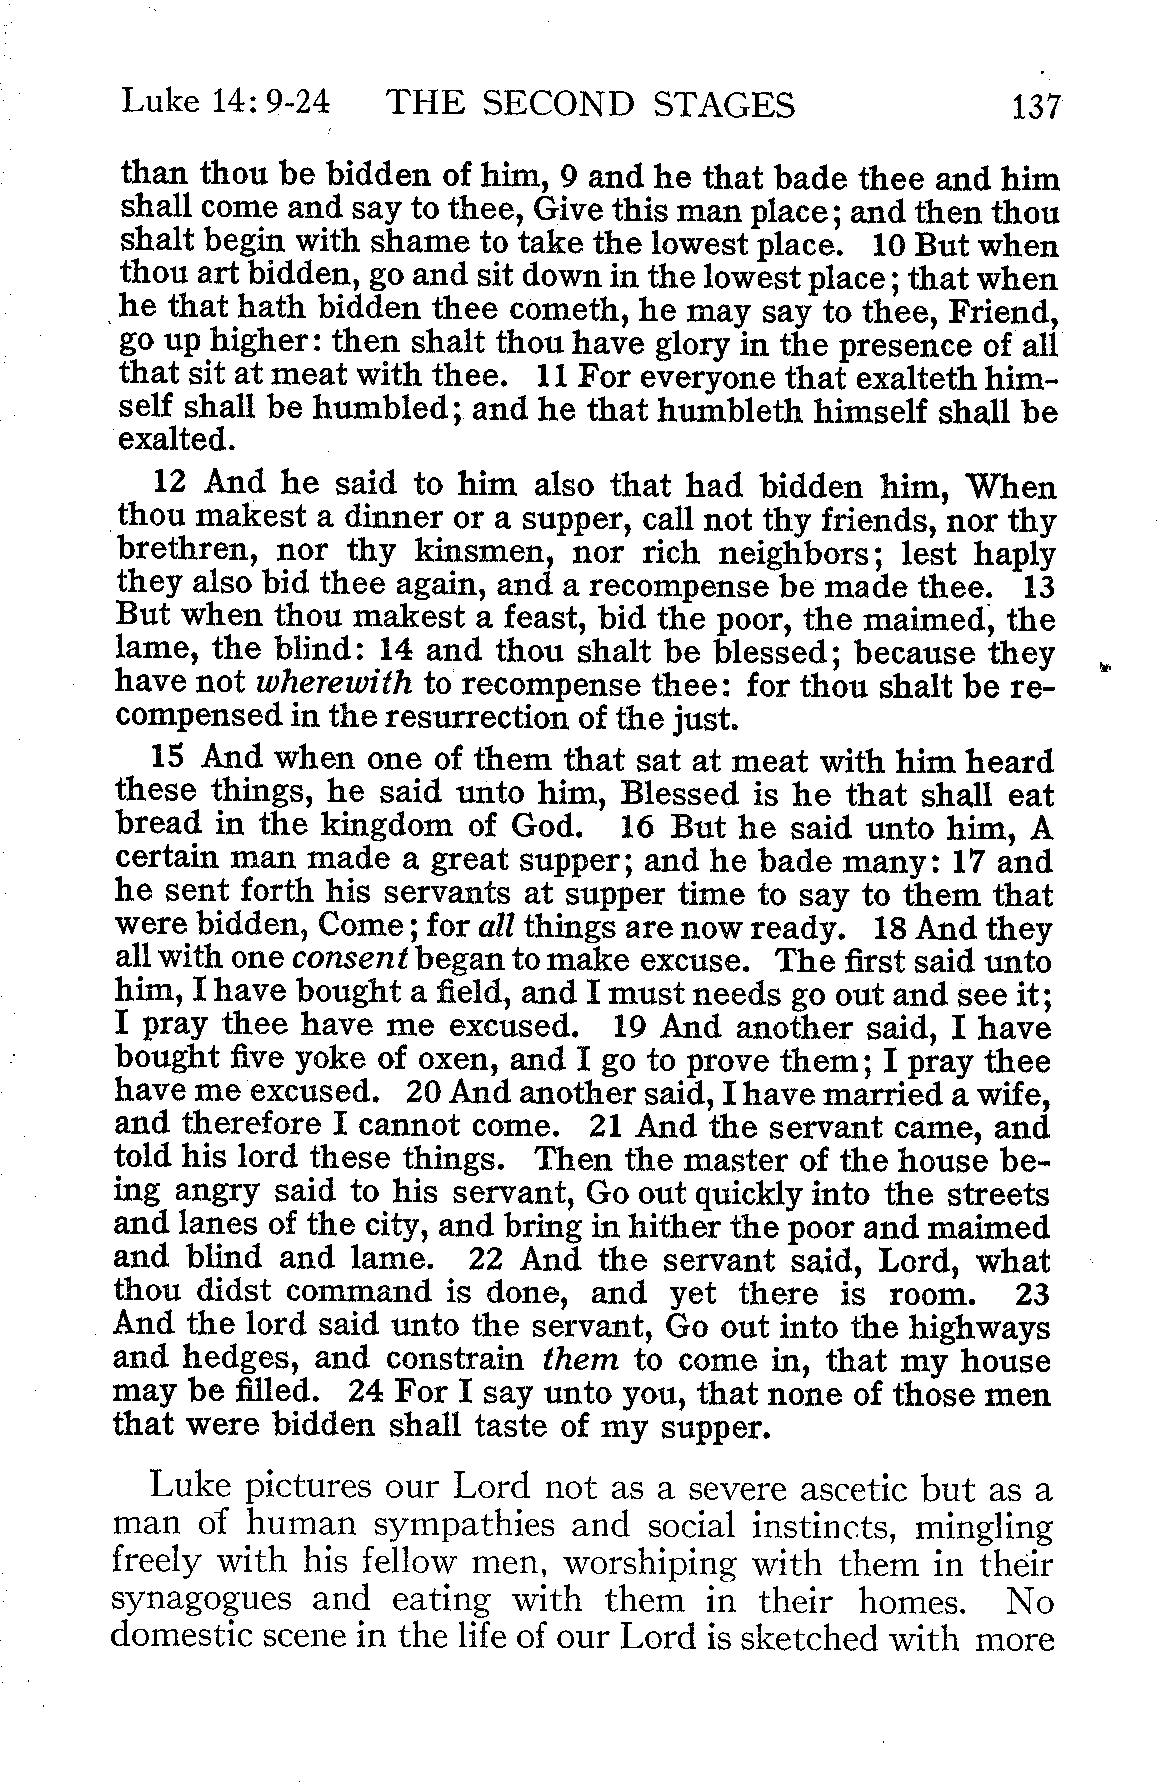 Luke 14: 9-24 THE SECOND STAGES 137
than thou be bidden of him, 9 and he that bade thee and him
shall come and say to thee, Give this man place; and then thou
shalt begin with shame to take the lowest place. 10 But when
thou art bidden, go and sit down in the lowest place; that when
he that hath bidden thee cometh, he may say to thee, Friend,
go up higher: then shalt thou have glory in the presence of all
that sit at meat with thee. 11 For everyone that exalteth him-
self shall be humbled; and he that humbleth himself shall be
exalted.
12 And he said to him also that had bidden him, When
thou makest a dinner or a supper, call not thy friends, nor thy
brethren, nor thy kinsmen, nor rich neighbors; lest haply
they also bid thee again, and a recompense be made thee. 13
But when thou makest a feast, bid the poor, the maimed, the
lame, the blind: 14 and thou shalt be blessed; because they
have not wherewith to recompense thee: for thou shalt be re-
compensed in the resurrection of the just.
15 And when one of them that sat at meat with him heard
these things, he said unto him, Blessed is he that shall eat
bread in the kingdom of God. 16 But he said unto him, A
certain man made a great supper; and he bade many: 17 and
he sent forth his servants at supper time to say to them that
were bidden, Come; for all things are now ready. 18 And they
all with one consent began to make excuse. The first said unto
him, I have bought a field, and I must needs go out and see it;
I pray thee have me excused. 19 And another said, I have
bought five yoke of oxen, and I go to prove them; I pray thee
have me excused. 20 And another said, I have married a wife,
and therefore I cannot come. 21 And the servant came, and
told his lord these things. Then the master of the house be-
ing angry said to his servant, Go out quickly into the streets
and lanes of the city, and bring in hither the poor and maimed
and blind and lame. 22 And the servant said, Lord, what
thou didst command is done, and yet there is room. 23
And the lord said unto the servant, Go out into the highways
and hedges, and constrain them to come in, that my house
may be filled. 24 For I say unto you, that none of those men
that were bidden shall taste of my supper.
Luke pictures our Lord not as a severe ascetic but as a
man of human sympathies and social instincts, mingling
freely with his fellow men, worshiping with them in their
synagogues and eating with them in their homes. No
domestic scene in the life of our Lord is sketched with more